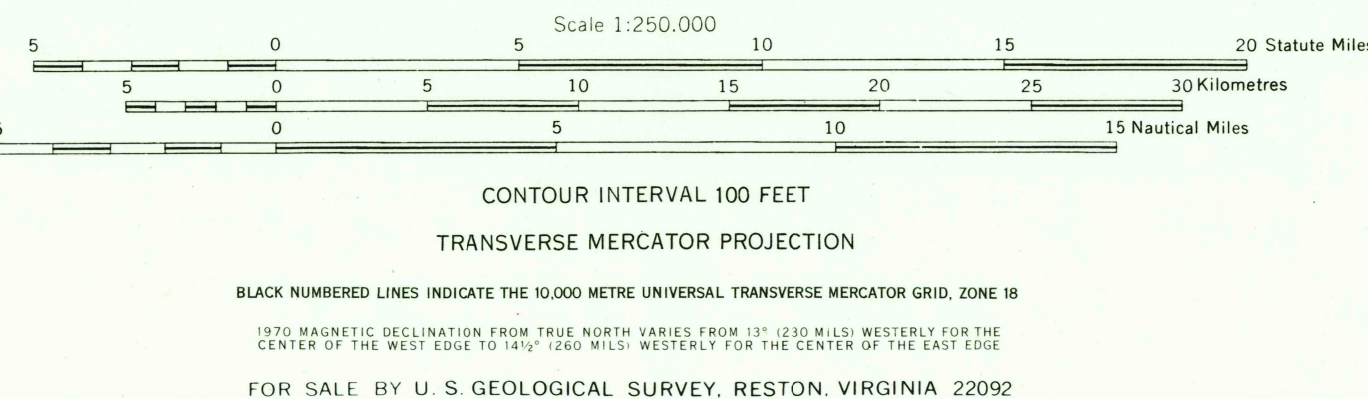 Scale 1:250,000
5 0 5 10 15 20 Statute Miles
5 0 5 10 15 20 25 30 Kilometres
5 0 5 10 15 Nautical Miles
CONTOUR INTERVAL 100 FEET
TRANSVERSE MERCATOR PROJECTION
BLACK NUMBERED LINES INDICATE THE 10,000 METRE UNIVERSAL TRANSVERSE MERCATOR GRID, ZONE 18
1970 MAGNETIC DECLINATION FROM TRUE NORTH VARIES FROM 13° (230 MILS) WESTERLY FOR THE
CENTER OF THE WEST EDGE TO 14½° (260 MILS) WESTERLY FOR THE CENTER OF THE EAST EDGE
FOR SALE BY U. S. GEOLOGICAL SURVEY, RESTON, VIRGINIA 22092